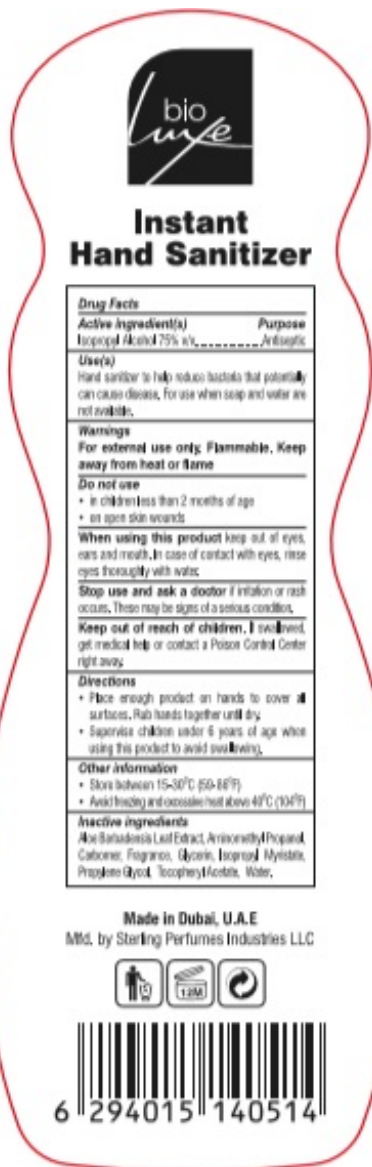 bio
luxe
Instant
Hand Sanitizer
Drug Facts
Active ingredient(s) Purpose
Isopropyl Alcohol 75% v/v__________Antiseptic
Use(s)
Hand sanitizer to help reduce bacteria that potentially
can cause disease. For use when soap and water are
not available.
Warnings
For external use only. Flammable. Keep
away from heat or flame
Do not use
• in children less than 2 months of age
• on open skin wounds
When using this product keep out of eyes,
ears and mouth. In case of contact with eyes, rinse
eyes thoroughly with water.
Stop use and ask a doctor if irritation or rash
occurs. These may be signs of a serious condition.
Keep out of reach of children. If swallowed,
get medical help or contact a Poison Control Center
right away.
Directions
• Place enough product on hands to cover all
surfaces. Rub hands together until dry.
• Supervise children under 6 years of age when
using this product to avoid swallowing.
Other information
• Store between 15-30°C (59-86°F)
• Avoid freezing and excessive heat above 40°C (104°F)
Inactive ingredients
Aloe Barbadensis Leaf Extract, Aminomethyl Propanol,
Carbomer, Fragrance, Glycerin, Isopropyl Myristate,
Propylene Glycol, Tocopheryl Acetate, Water.
Made in Dubai, U.A.E
Mfd. by Sterling Perfumes Industries LLC
12M
6 294015 140514